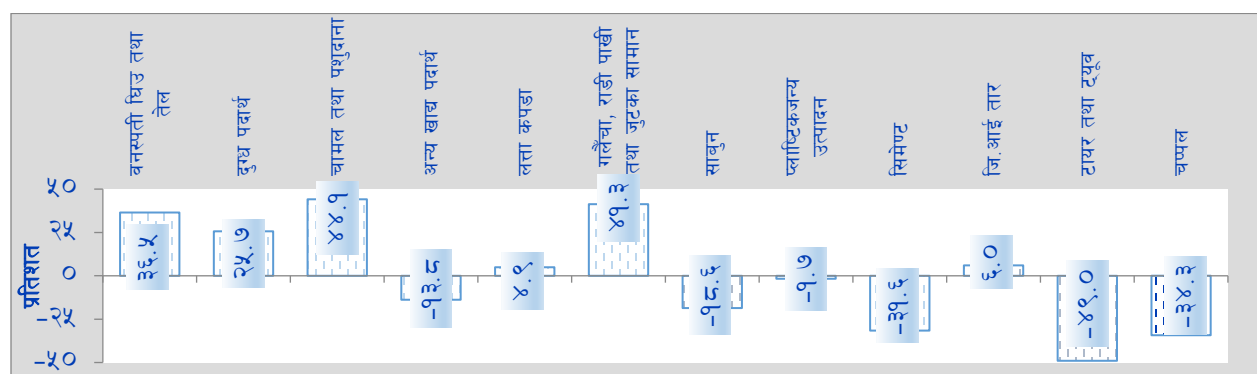 वनस्पती घिउ तथा
तेल
दुग्ध पदार्थ
चामल तथा पशुदाना
अन्य खाद्य पदार्थ
लत्ता कपडा
गलैंचा, राडी पाखी
तथा जुटका सामान
साबुन
प्लाष्टिकजन्य
उत्पादन
सिमेण्ट
जि.आई तार
टायर तथा ट्यूव
चप्पल
प्रतिशत
५०
२५
०
-२५
-५०
३६.५
२५.७
४४.१
-१३.८
४.९
४१.३
-१८.६
-१.७
-३१.६
६.०
-४९.०
-३४.३